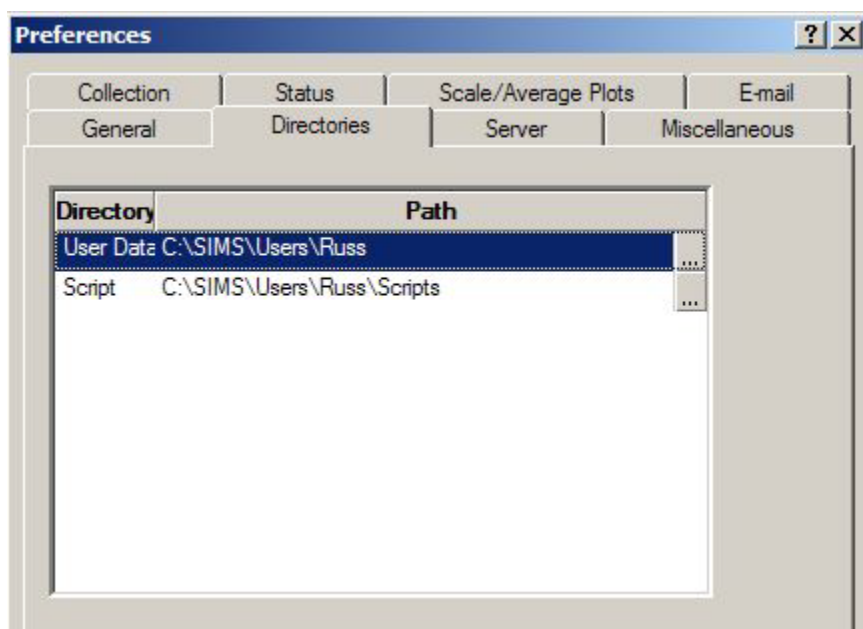 Preferences
Collection Status Scale/Average Plots E-mail
General Directories Server Miscellaneous
Directory Path
User Data C:\SIMS\Users\Russ ...
Script C:\SIMS\Users\Russ\Scripts ...